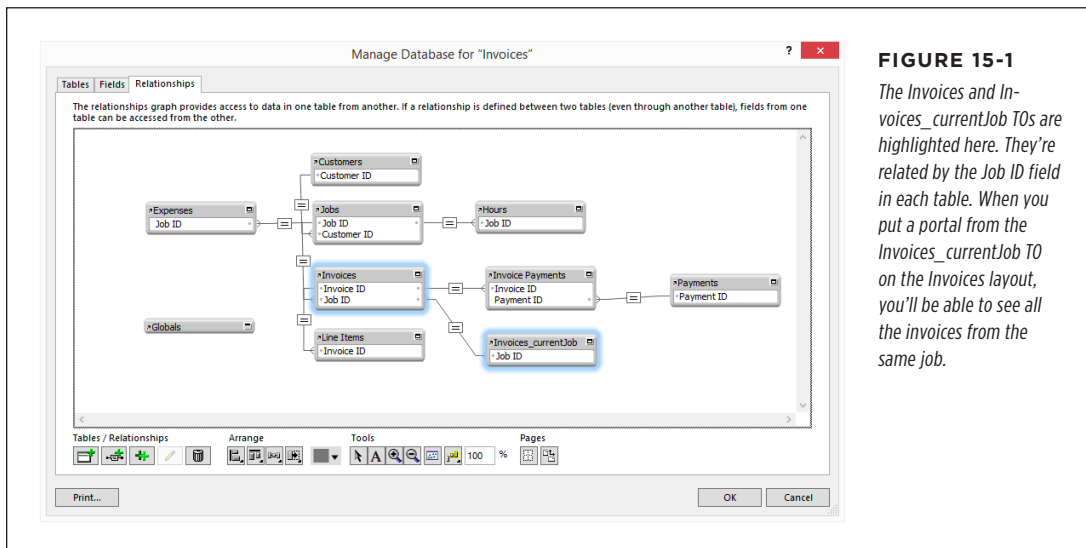 Manage Database for "Invoices"
?
×
Tables
Fields
Relationships
The relationships graph provides access to data in one table from another. If a relationship is defined between two tables (even through another table), fields from one
table can be accessed from the other.
Customers
Customer ID
Expenses
Job ID
=
=
Jobs
Job ID
Customer ID
=
Hours
Job ID
=
Invoices
Invoice ID
Job ID
=
Invoice Payments
Invoice ID
Payment ID
=
Payments
Payment ID
Globals
=
Line Items
Invoice ID
=
Invoices_currentJob
Job ID
Tables / Relationships
Arrange
Tools
Pages
A
100
%
Print...
OK
Cancel
FIGURE 15-1
The Invoices and In-
voices_currentJob TOs are
highlighted here. They're
related by the Job ID field
in each table. When you
put a portal from the
Invoices_currentJob TO
on the Invoices layout,
you'll be able to see all
the invoices from the
same job.